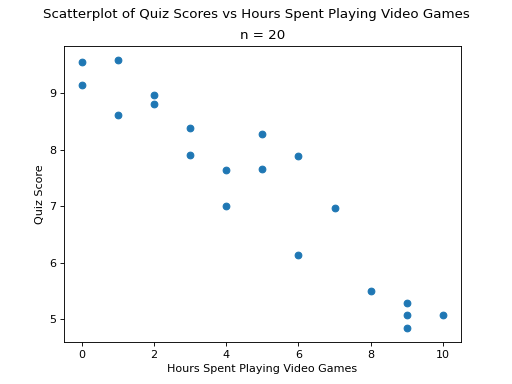 Scatterplot of Quiz Scores vs Hours Spent Playing Video Games
n = 20
9
8
7
6
5
Quiz Score
0 2 4 6 8 10
Hours Spent Playing Video Games